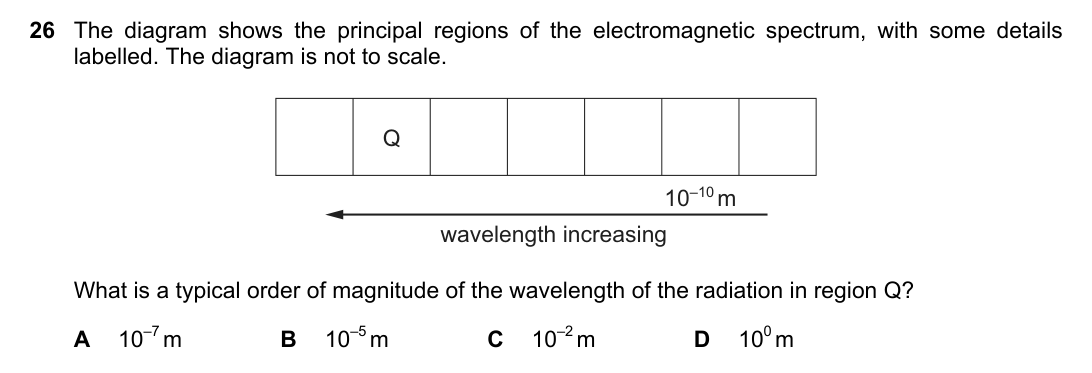 26 The diagram shows the principal regions of the electromagnetic spectrum, with some details
labelled. The diagram is not to scale.
Q
10⁻¹⁰ m
wavelength increasing
What is a typical order of magnitude of the wavelength of the radiation in region Q?
A 10⁻⁷ m B 10⁻⁵ m C 10⁻² m D 10⁰ m